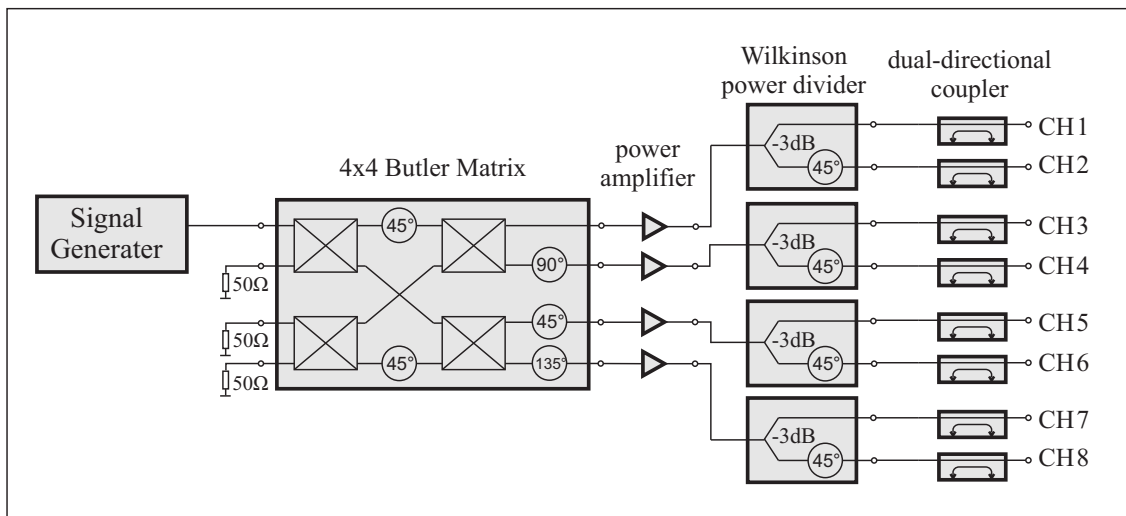 Wilkinson
power divider
dual-directional
coupler
power
amplifier
4x4 Butler Matrix
Signal
Generater
45°
90°
45°
45°
135°
50Ω
50Ω
50Ω
-3dB
45°
CH1
CH2
-3dB
45°
CH3
CH4
-3dB
45°
CH5
CH6
-3dB
45°
CH7
CH8